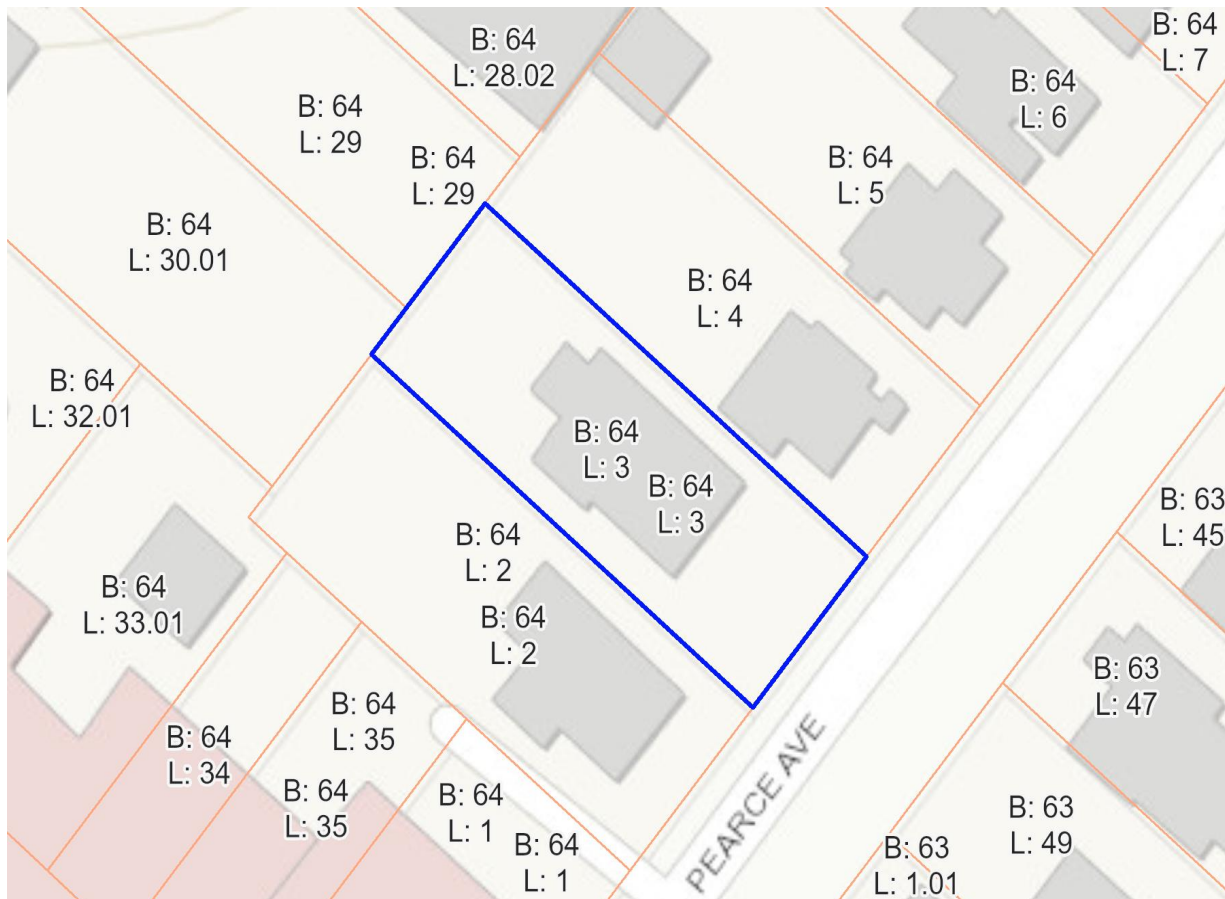 B: 64
L: 28.02
B: 64
L: 7
B: 64
L: 6
B: 64
L: 29
B: 64
L: 29
B: 64
L: 5
B: 64
L: 30.01
B: 64
L: 4
B: 64
L: 32.01
B: 64
L: 3
B: 64
L: 3
B: 63
L: 45
B: 64
L: 2
B: 64
L: 33.01
B: 64
L: 2
B: 63
L: 47
B: 64
L: 35
B: 64
L: 34
B: 64
L: 35
B: 64
L: 1
B: 64
L: 1
PEARCE AVE
B: 63
L: 49
B: 63
L: 1.01